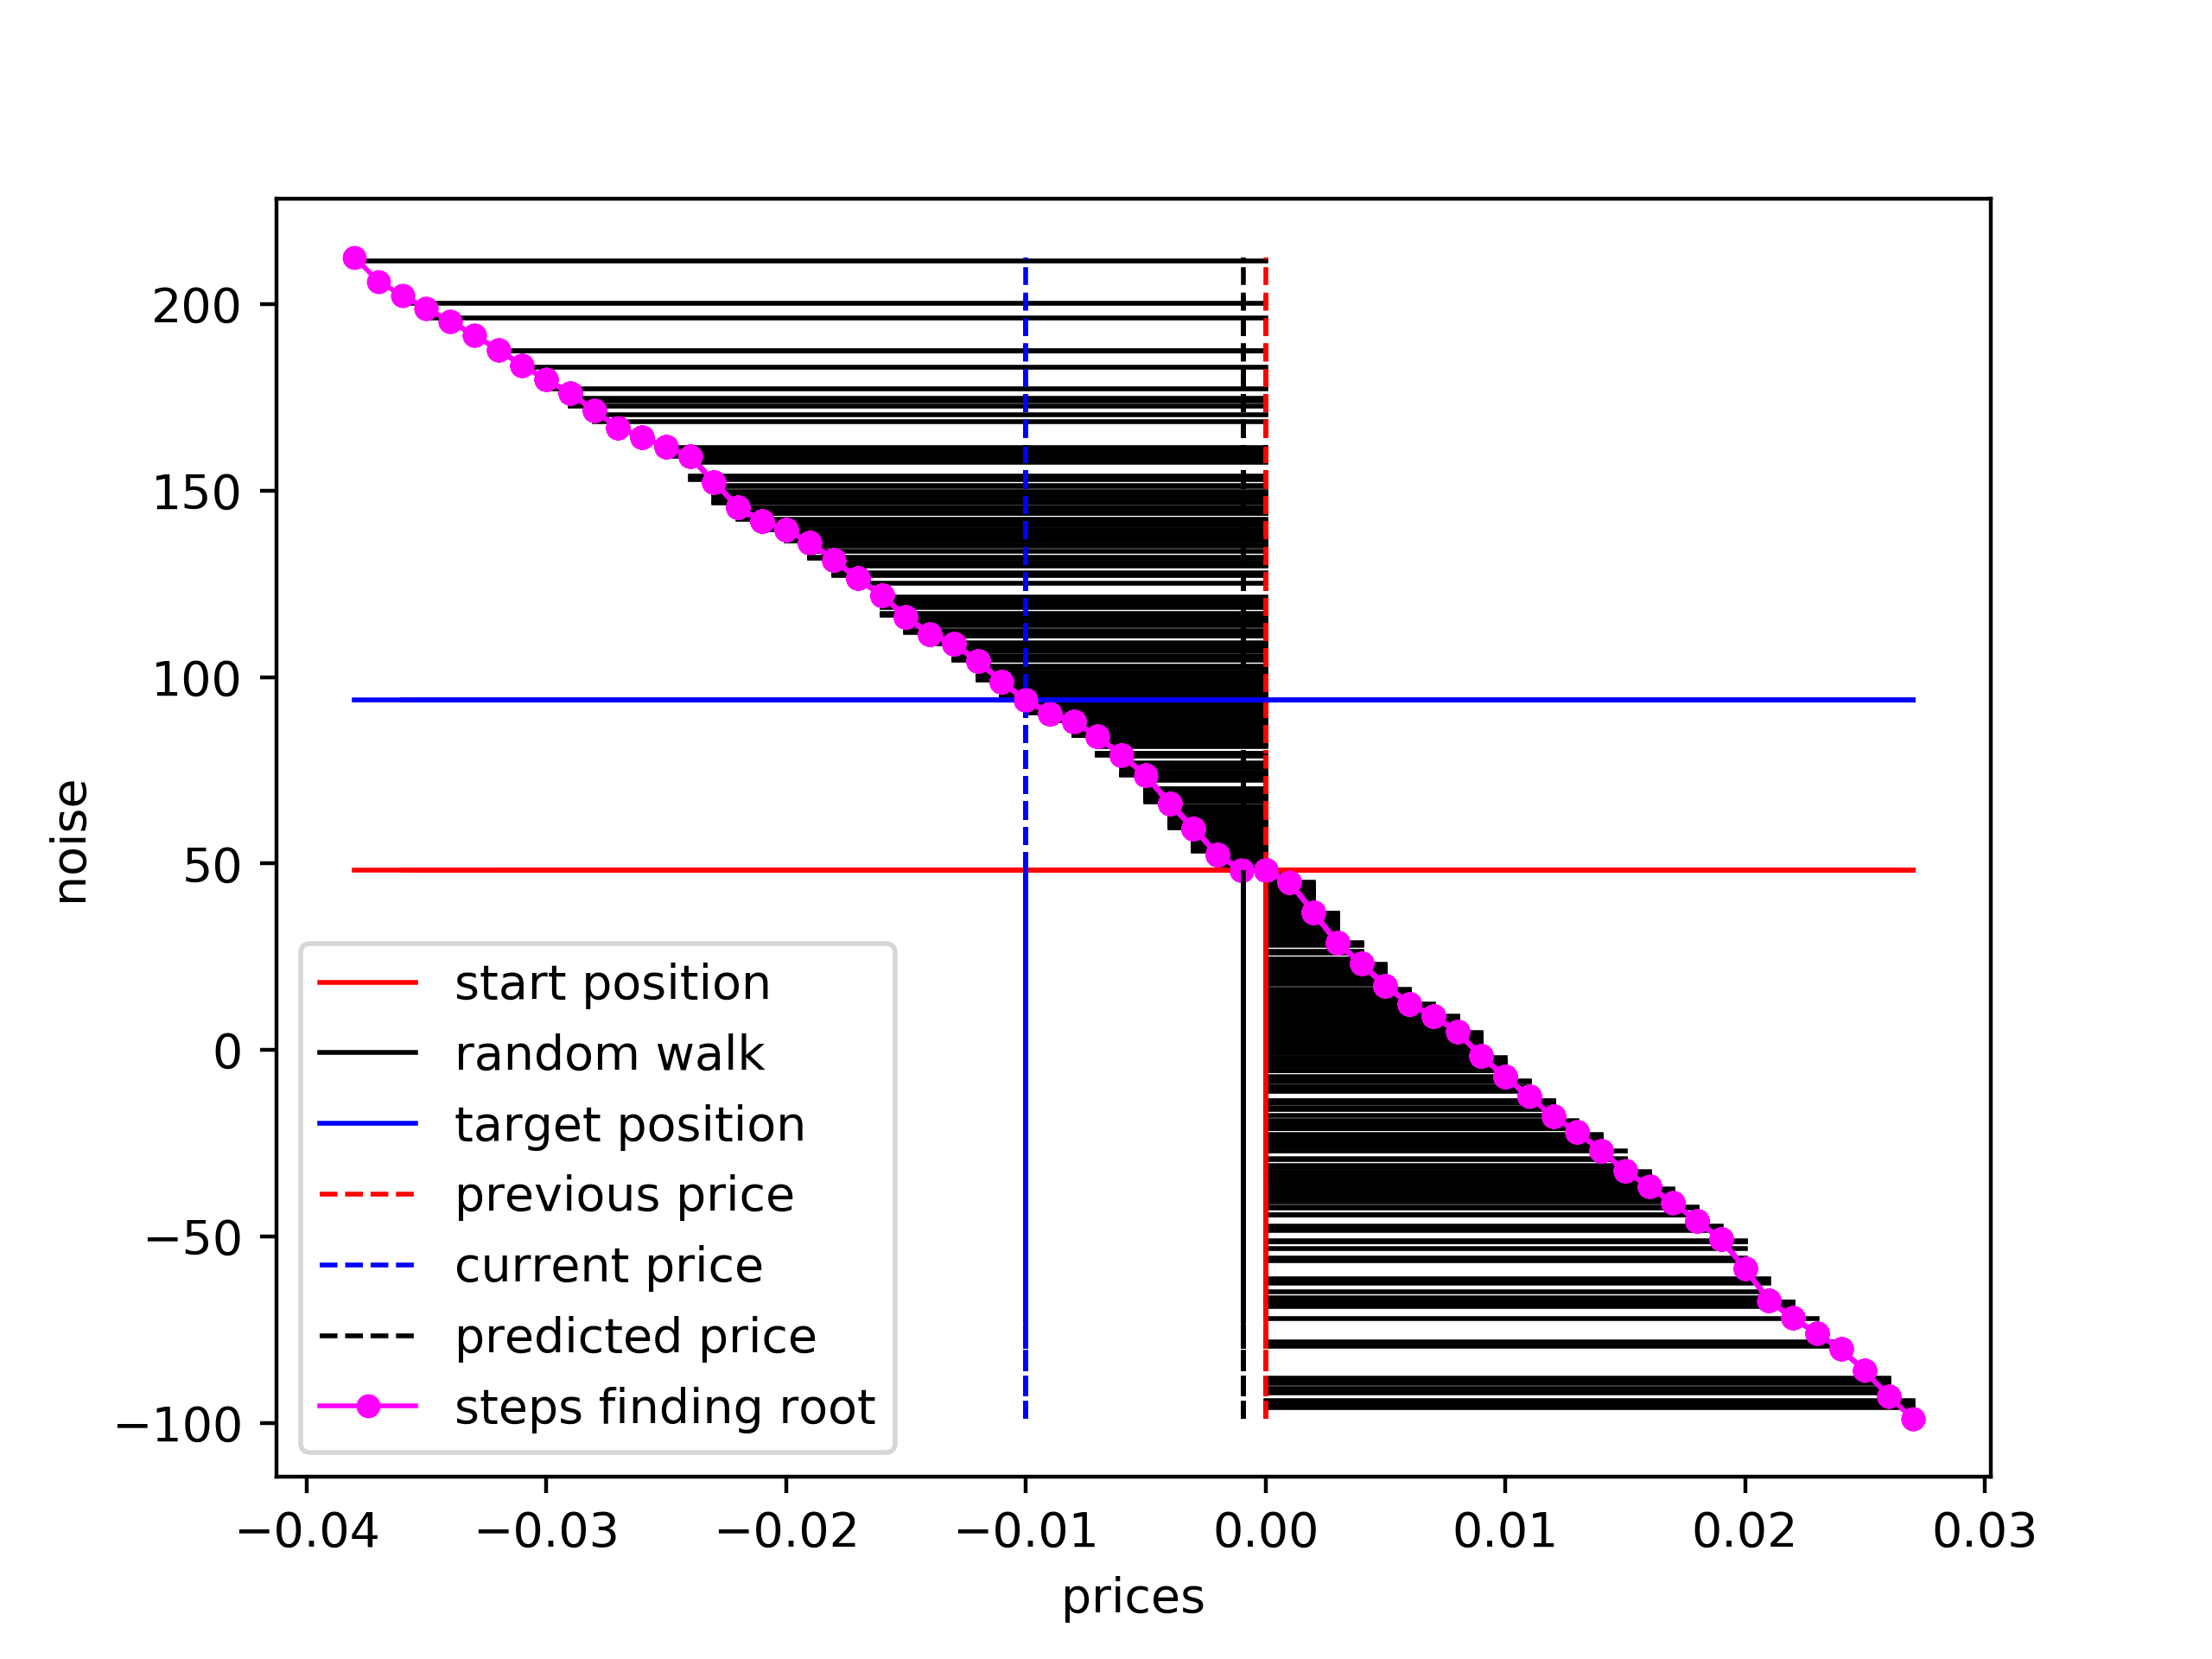 200
150
100
50
0
−50
−100
noise
start position
random walk
target position
previous price
current price
predicted price
steps finding root
−0.04 −0.03 −0.02 −0.01 0.00 0.01 0.02 0.03
prices